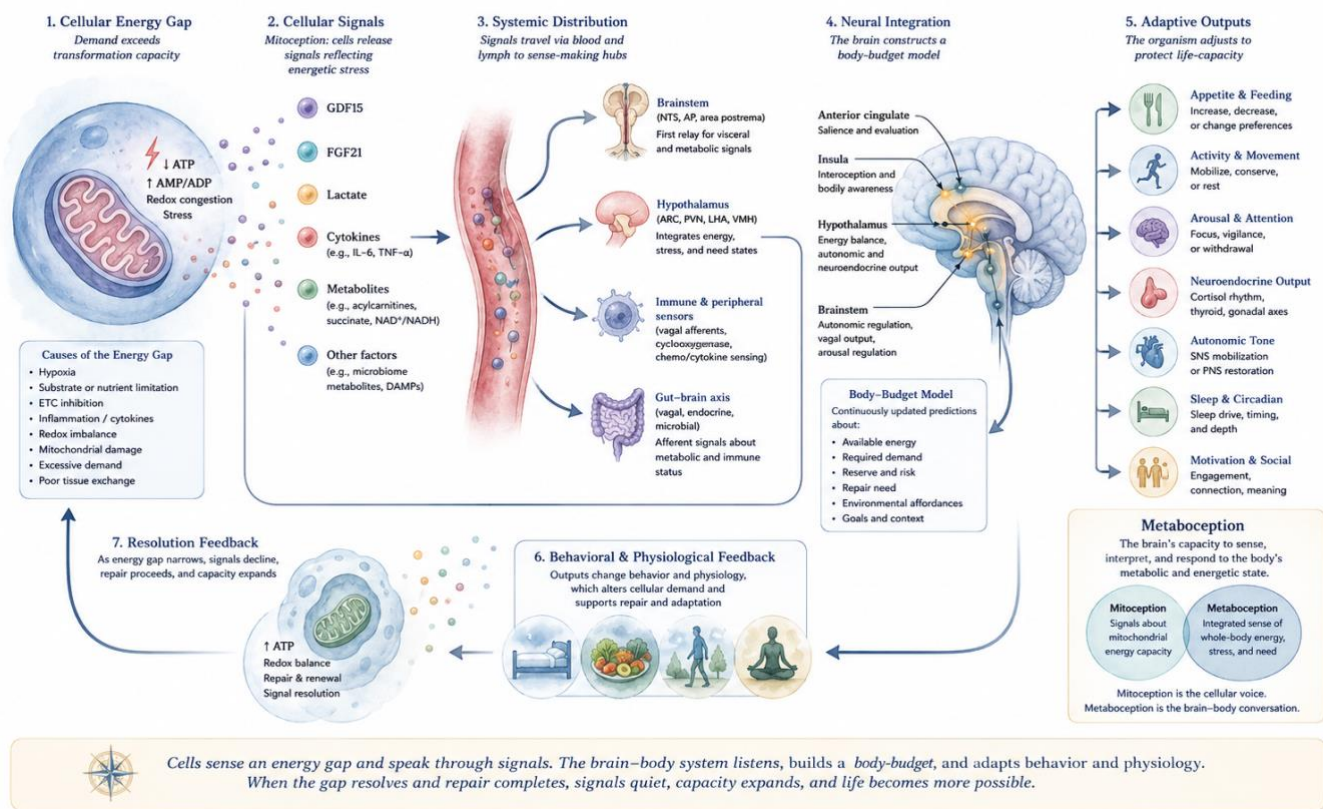 1. Cellular Energy Gap
Demand exceeds
transformation capacity
↓ ATP
↑ AMP/ADP
Redox congestion
Stress
Causes of the Energy Gap
• Hypoxia
• Substrate or nutrient limitation
• ETC inhibition
• Inflammation / cytokines
• Redox imbalance
• Mitochondrial damage
• Excessive demand
• Poor tissue exchange
2. Cellular Signals
Mitoception: cells release
signals reflecting
energetic stress
GDF15
FGF21
Lactate
Cytokines
(e.g., IL-6, TNF-α)
Metabolites
(e.g., acylcarnitines,
succinate, NAD⁺/NADH)
Other factors
(e.g., microbiome
metabolites, DAMPs)
3. Systemic Distribution
Signals travel via blood and
lymph to sense-making hubs
Brainstem
(NTS, AP, area postrema)
First relay for visceral
and metabolic signals
Hypothalamus
(ARC, PVN, LHA, VMH)
Integrates energy,
stress, and need states
Immune & peripheral
sensors
(vagal afferents,
cyclooxygemase,
chemo/cytokine sensing)
Gut–brain axis
(vagal, endocrine,
microbial)
Afferent signals about
metabolic and immune
status
4. Neural Integration
The brain constructs a
body-budget model
Anterior cingulate
Salience and evaluation
Insula
Interoception and
bodily awareness
Hypothalamus
Energy balance,
autonomic and
neuroendocrine output
Brainstem
Autonomic regulation,
vagal output,
arousal regulation
Body–Budget Model
Continuously updated predictions
about:
• Available energy
• Required demand
• Reserve and risk
• Repair need
• Environmental affordances
• Goals and context
5. Adaptive Outputs
The organism adjusts to
protect life-capacity
Appetite & Feeding
Increase, decrease,
or change preferences
Activity & Movement
Mobilize, conserve,
or rest
Arousal & Attention
Focus, vigilance,
or withdrawal
Neuroendocrine Output
Cortisol rhythm,
thyroid, gonadal axes
Autonomic Tone
SNS mobilization
or PNS restoration
Sleep & Circadian
Sleep drive, timing,
and depth
Motivation & Social
Engagement,
connection, meaning
Metaboception
The brain's capacity to sense,
interpret, and respond to the body's
metabolic and energetic state.
Mitoception
Signals about
mitochondrial
energy capacity
Metaboception
Integrated sense of
whole-body energy,
stress, and need
Mitoception is the cellular voice.
Metaboception is the brain–body conversation.
6. Behavioral & Physiological Feedback
Outputs change behavior and physiology,
which alters cellular demand and
supports repair and adaptation
7. Resolution Feedback
As energy gap narrows, signals decline,
repair proceeds, and capacity expands
↑ ATP
Redox balance
Repair & renewal
Signal resolution
Cells sense an energy gap and speak through signals. The brain–body system listens, builds a body-budget, and adapts behavior and physiology.
When the gap resolves and repair completes, signals quiet, capacity expands, and life becomes more possible.